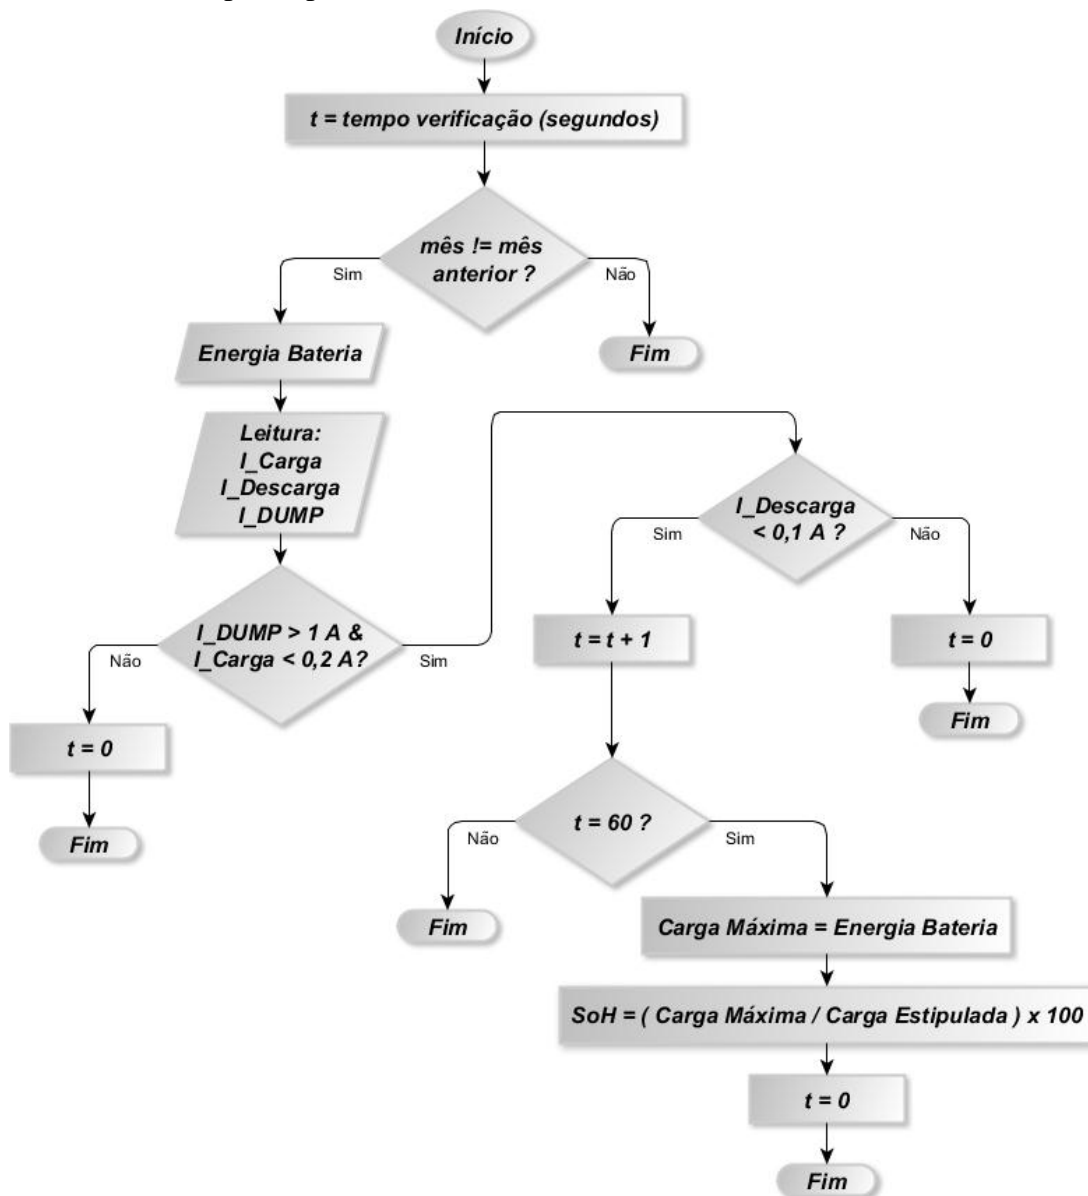 Início
t = tempo verificação (segundos)
mês != mês
anterior ?
Sim
Não
Energia Bateria
Fim
Leitura:
I_Carga
I_Descarga
I_DUMP
I_Descarga
< 0,1 A ?
Sim
Não
I_DUMP > 1 A &
I_Carga < 0,2 A?
Não
Sim
t = t + 1
t = 0
Fim
t = 0
Fim
t = 60 ?
Não
Sim
Fim
Carga Máxima = Energia Bateria
SoH = ( Carga Máxima / Carga Estipulada ) x 100
t = 0
Fim